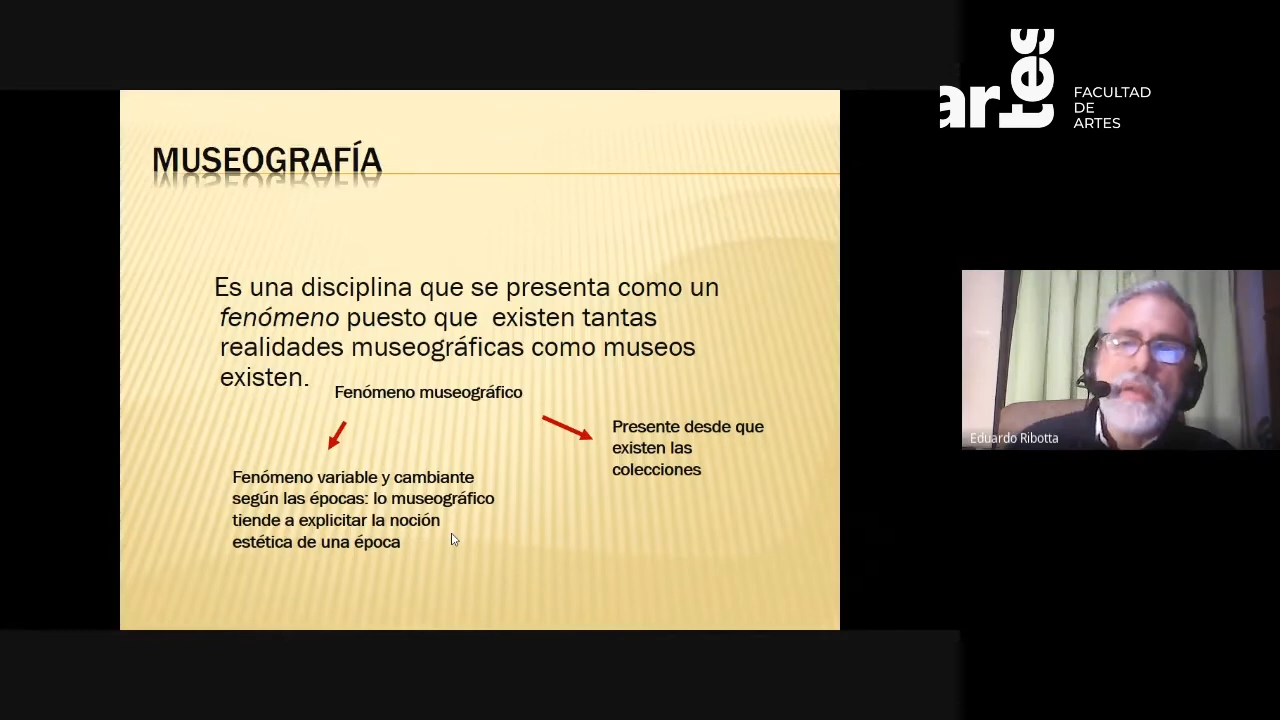 MUSEOGRAFÍA
Es una disciplina que se presenta como un
fenómeno puesto que existen tantas
realidades museográficas como museos
existen.
Fenómeno museográfico
Presente desde que
existen las
colecciones
Fenómeno variable y cambiante
según las épocas: lo museográfico
tiende a explicitar la noción
estética de una época
artes
FACULTAD
DE
ARTES
Eduardo Ribotta